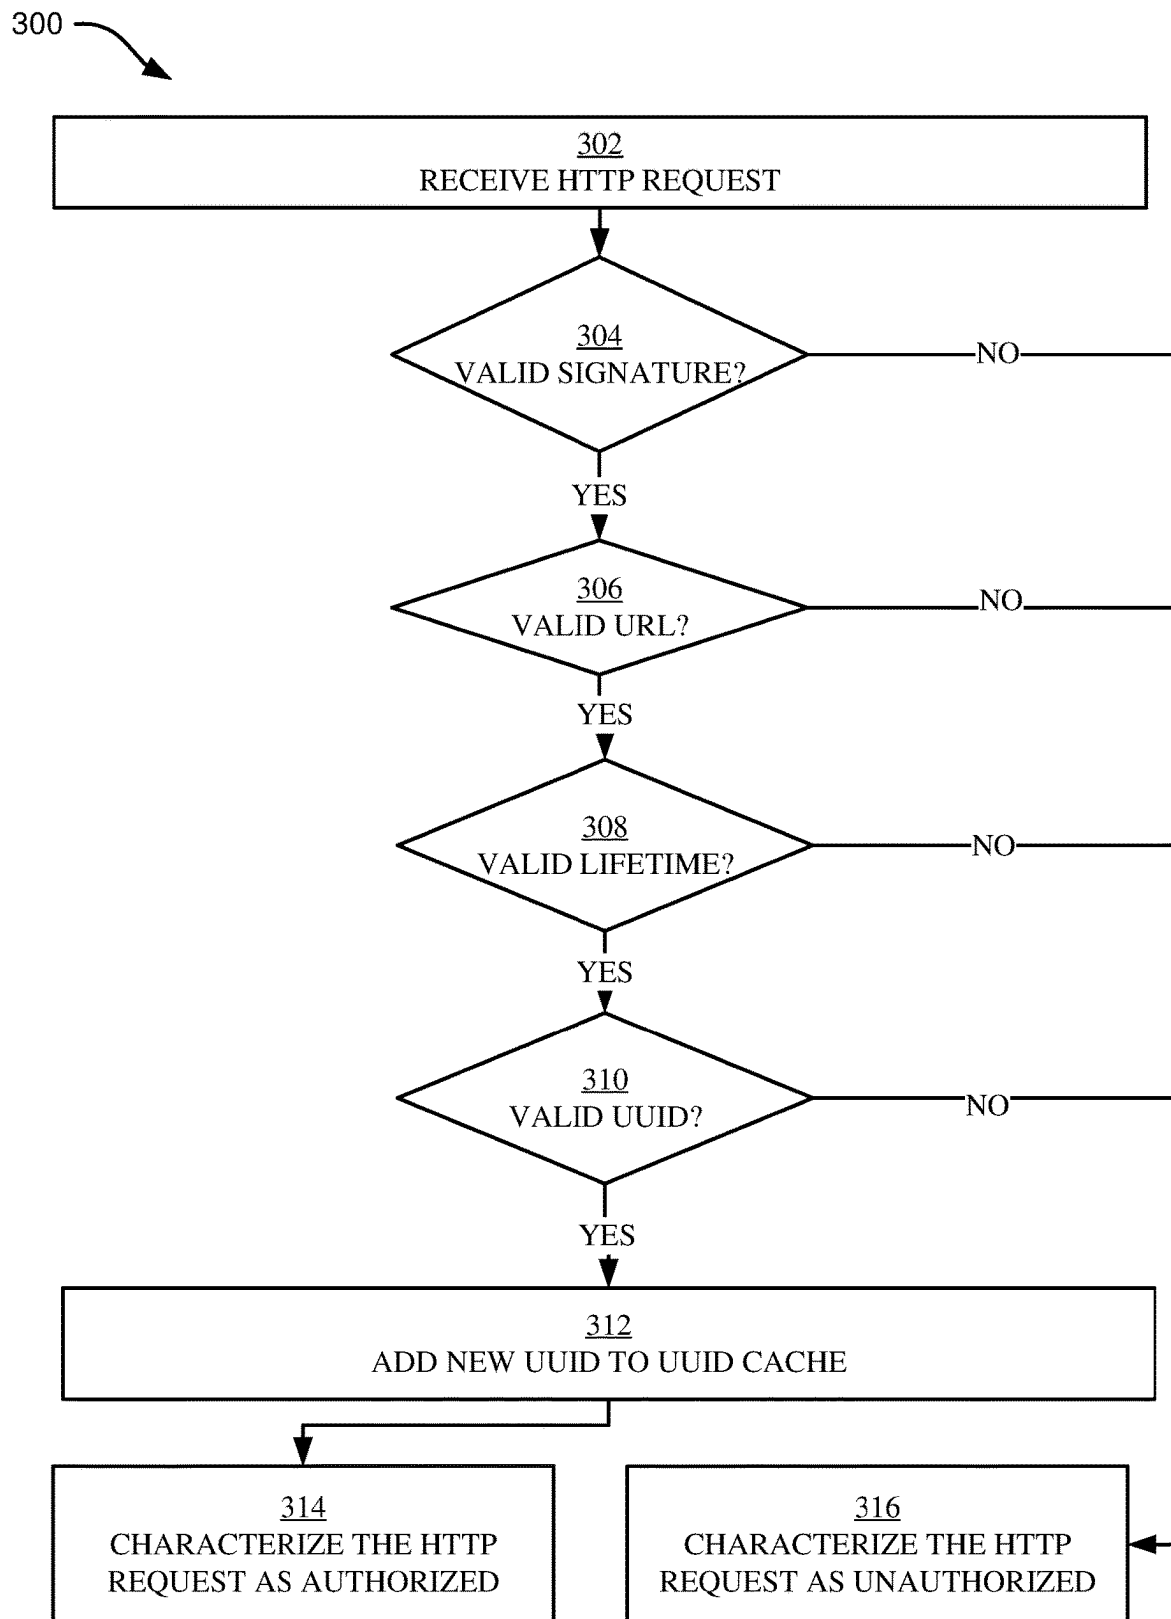 300
302
RECEIVE HTTP REQUEST
304
VALID SIGNATURE?
NO
YES
306
VALID URL?
NO
YES
308
VALID LIFETIME?
NO
YES
310
VALID UUID?
NO
YES
312
ADD NEW UUID TO UUID CACHE
314
CHARACTERIZE THE HTTP
REQUEST AS AUTHORIZED
316
CHARACTERIZE THE HTTP
REQUEST AS UNAUTHORIZED